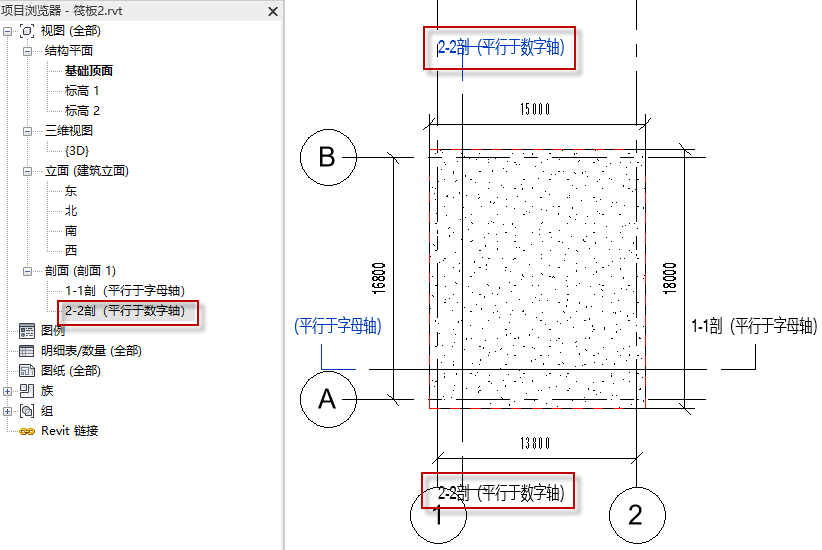 项目浏览器 - 筏板2.rvt
视图 (全部)
结构平面
基础顶面
标高 1
标高 2
三维视图
{3D}
立面 (建筑立面)
东
北
南
西
剖面 (剖面 1)
1-1剖（平行于字母轴）
2-2剖（平行于数字轴）
图例
明细表/数量 (全部)
图纸 (全部)
族
组
Revit 链接
2-2剖（平行于数字轴）
15000
B
16800
18000
(平行于字母轴）
1-1剖（平行于字母轴）
A
13800
2-2剖（平行于数字轴）
1
2